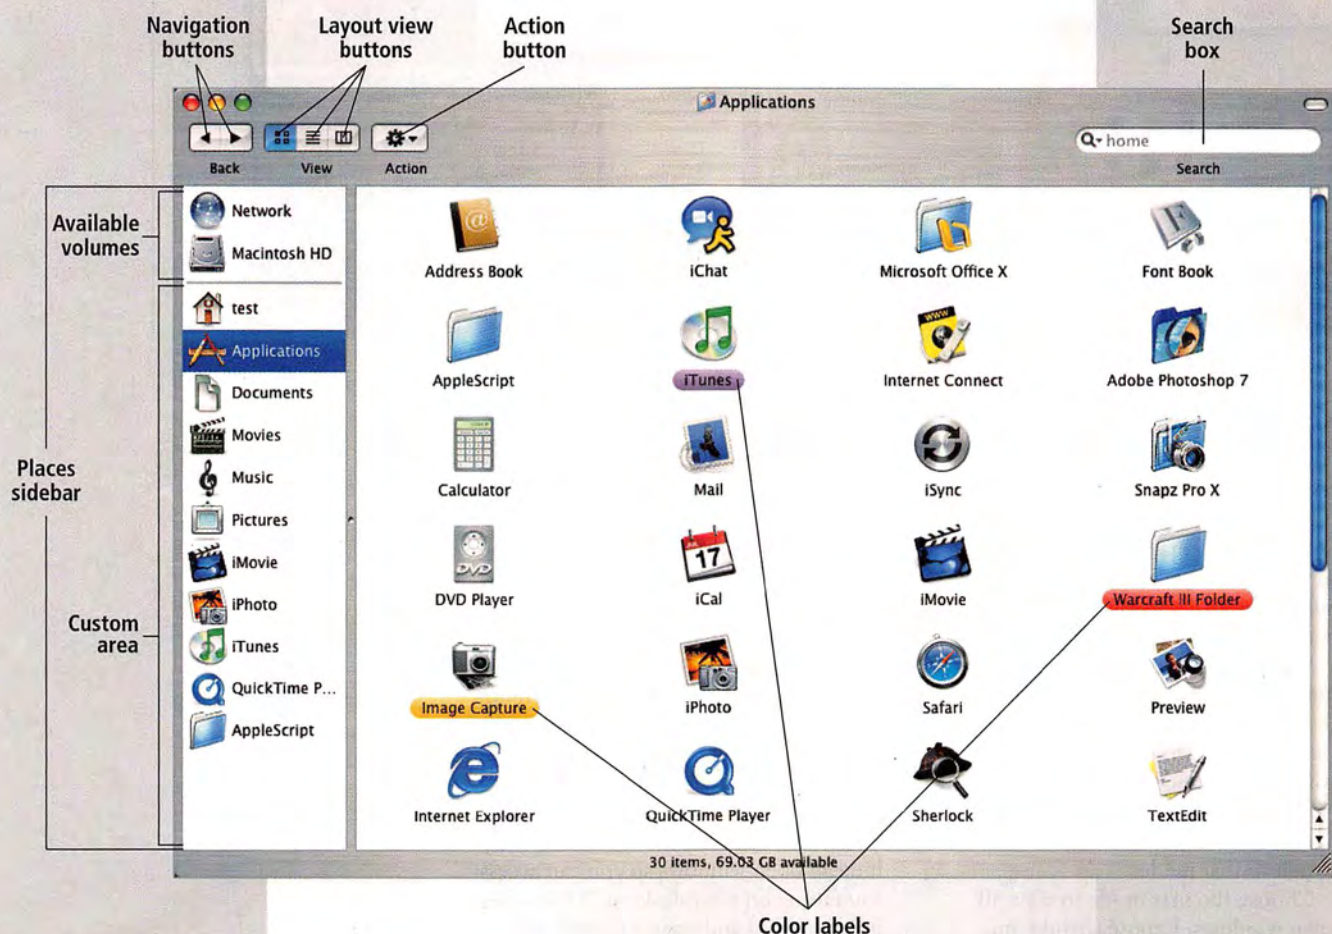 Navigation
buttons
Layout view
buttons
Action
button
Search
box
Applications
home
Back
View
Action
Search
Available
volumes
Places
sidebar
Custom
area
Network
Macintosh HD
test
Applications
Documents
Movies
Music
Pictures
iMovie
iPhoto
iTunes
QuickTime P...
AppleScript
Address Book
iChat
Microsoft Office X
Font Book
AppleScript
iTunes
Internet Connect
Adobe Photoshop 7
Calculator
Mail
iSync
Snapz Pro X
DVD
17
DVD Player
iCal
iMovie
Warcraft III Folder
Image Capture
iPhoto
Safari
Preview
Internet Explorer
QuickTime Player
Sherlock
TextEdit
30 items, 69.03 GB available
Color labels